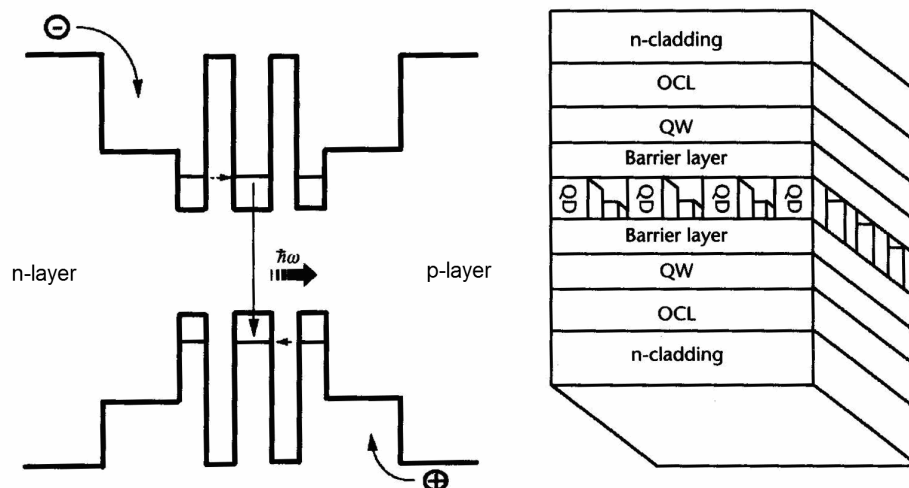 ⊖
n-layer
ħω
p-layer
⊕
n-cladding
OCL
QW
Barrier layer
QD QD QD QD
Barrier layer
QW
OCL
n-cladding